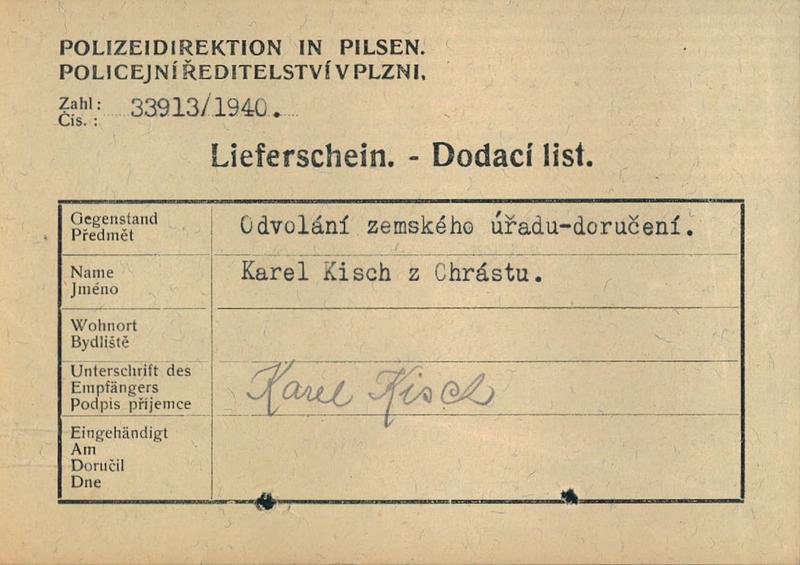 POLIZEIDIREKTION IN PILSEN.
POLICEJNÍ ŘEDITELSTVÍ V PLZNI.
Zahl:
Čís.: 33913/1940.
Lieferschein. - Dodací list.
Gegenstand
Předmět
Odvolání zemského úřadu-doručení.
Name
Jméno
Karel Kisch z Chrástu.
Wohnort
Bydliště
Unterschrift des
Empfängers
Podpis příjemce
Karel Kisch
Eingehändigt
Am
Doručil
Dne